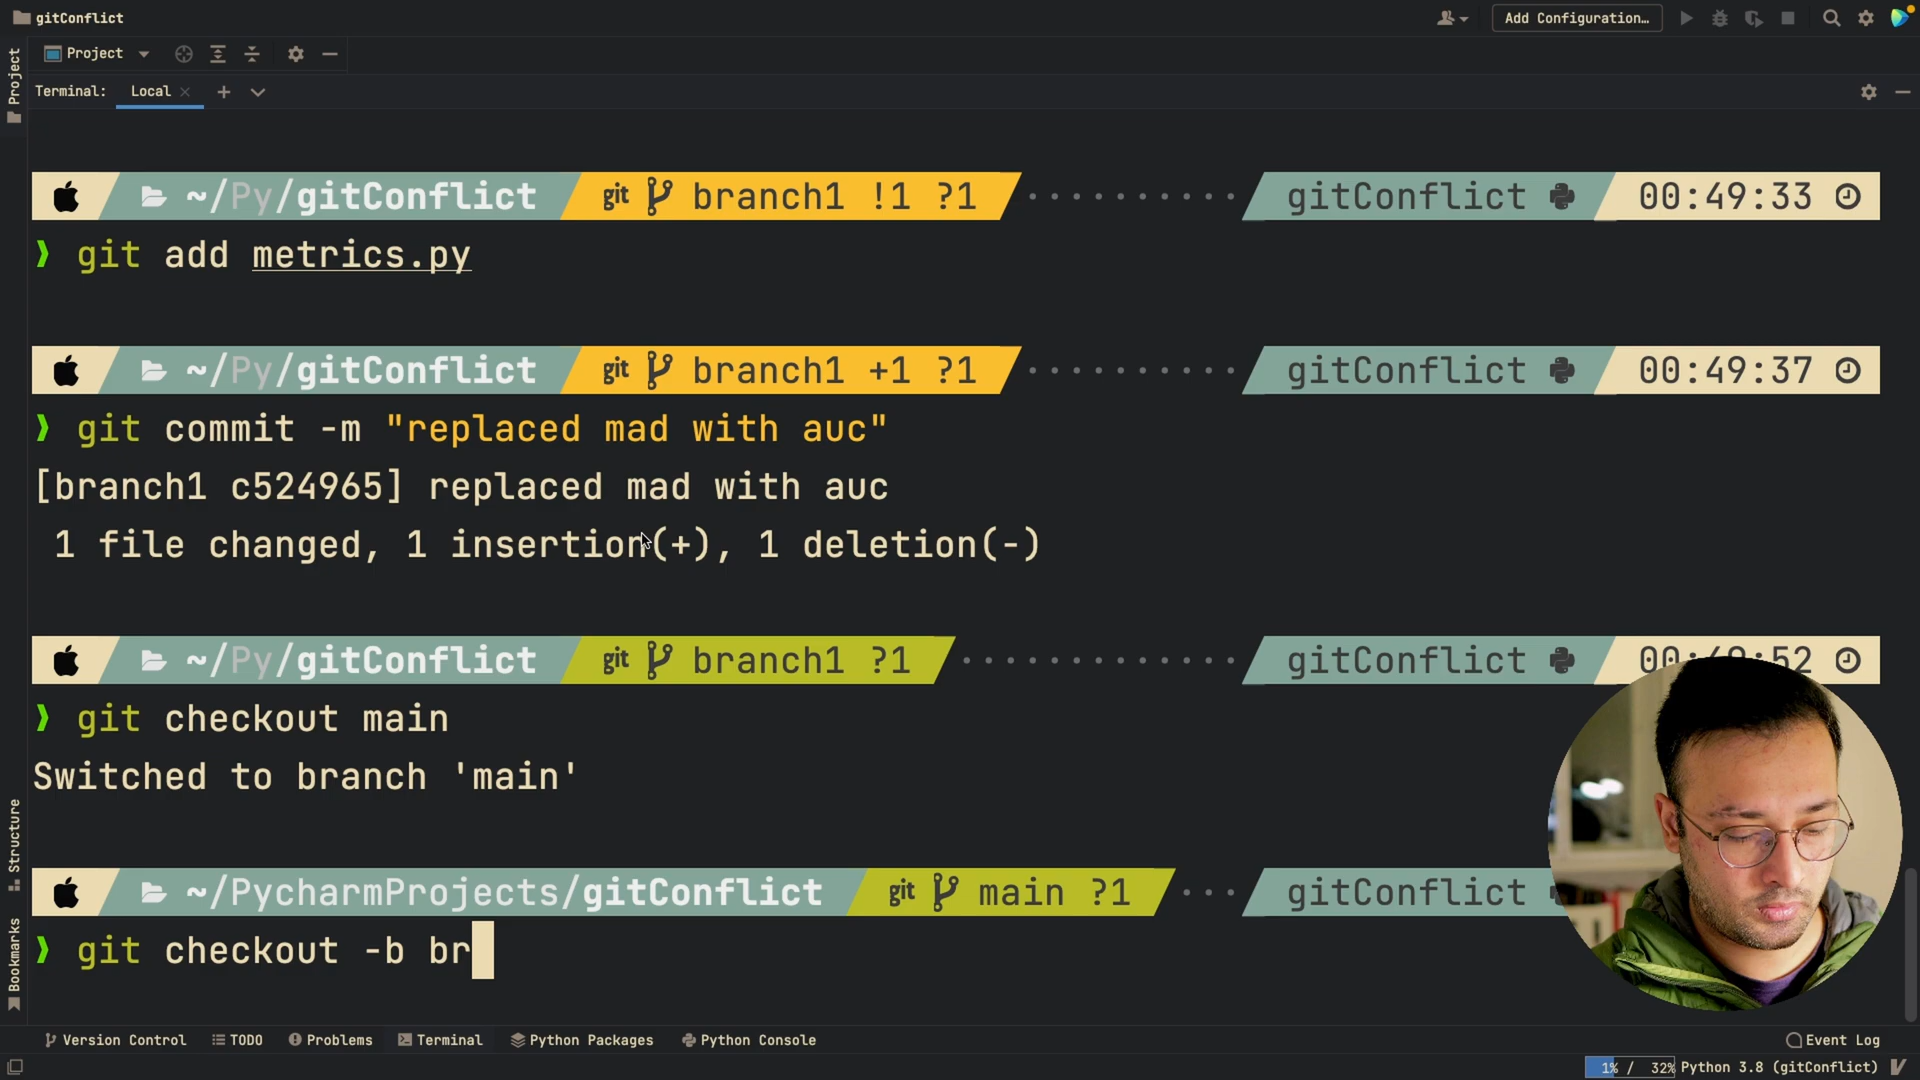 gitConflict
Add Configuration...
Project
Project
Terminal: Local
~/Py/gitConflict git branch1 !1 ?1 gitConflict 00:49:33
❯ git add metrics.py
~/Py/gitConflict git branch1 +1 ?1 gitConflict 00:49:37
❯ git commit -m "replaced mad with auc"
[branch1 c524965] replaced mad with auc
1 file changed, 1 insertion(+), 1 deletion(-)
~/Py/gitConflict git branch1 ?1 gitConflict
❯ git checkout main
Switched to branch 'main'
~/PycharmProjects/gitConflict git main ?1 gitConflict
❯ git checkout -b br
Structure
Bookmarks
Version Control TODO Problems Terminal Python Packages Python Console Event Log
1% / 32% Python 3.8 (gitConflict)